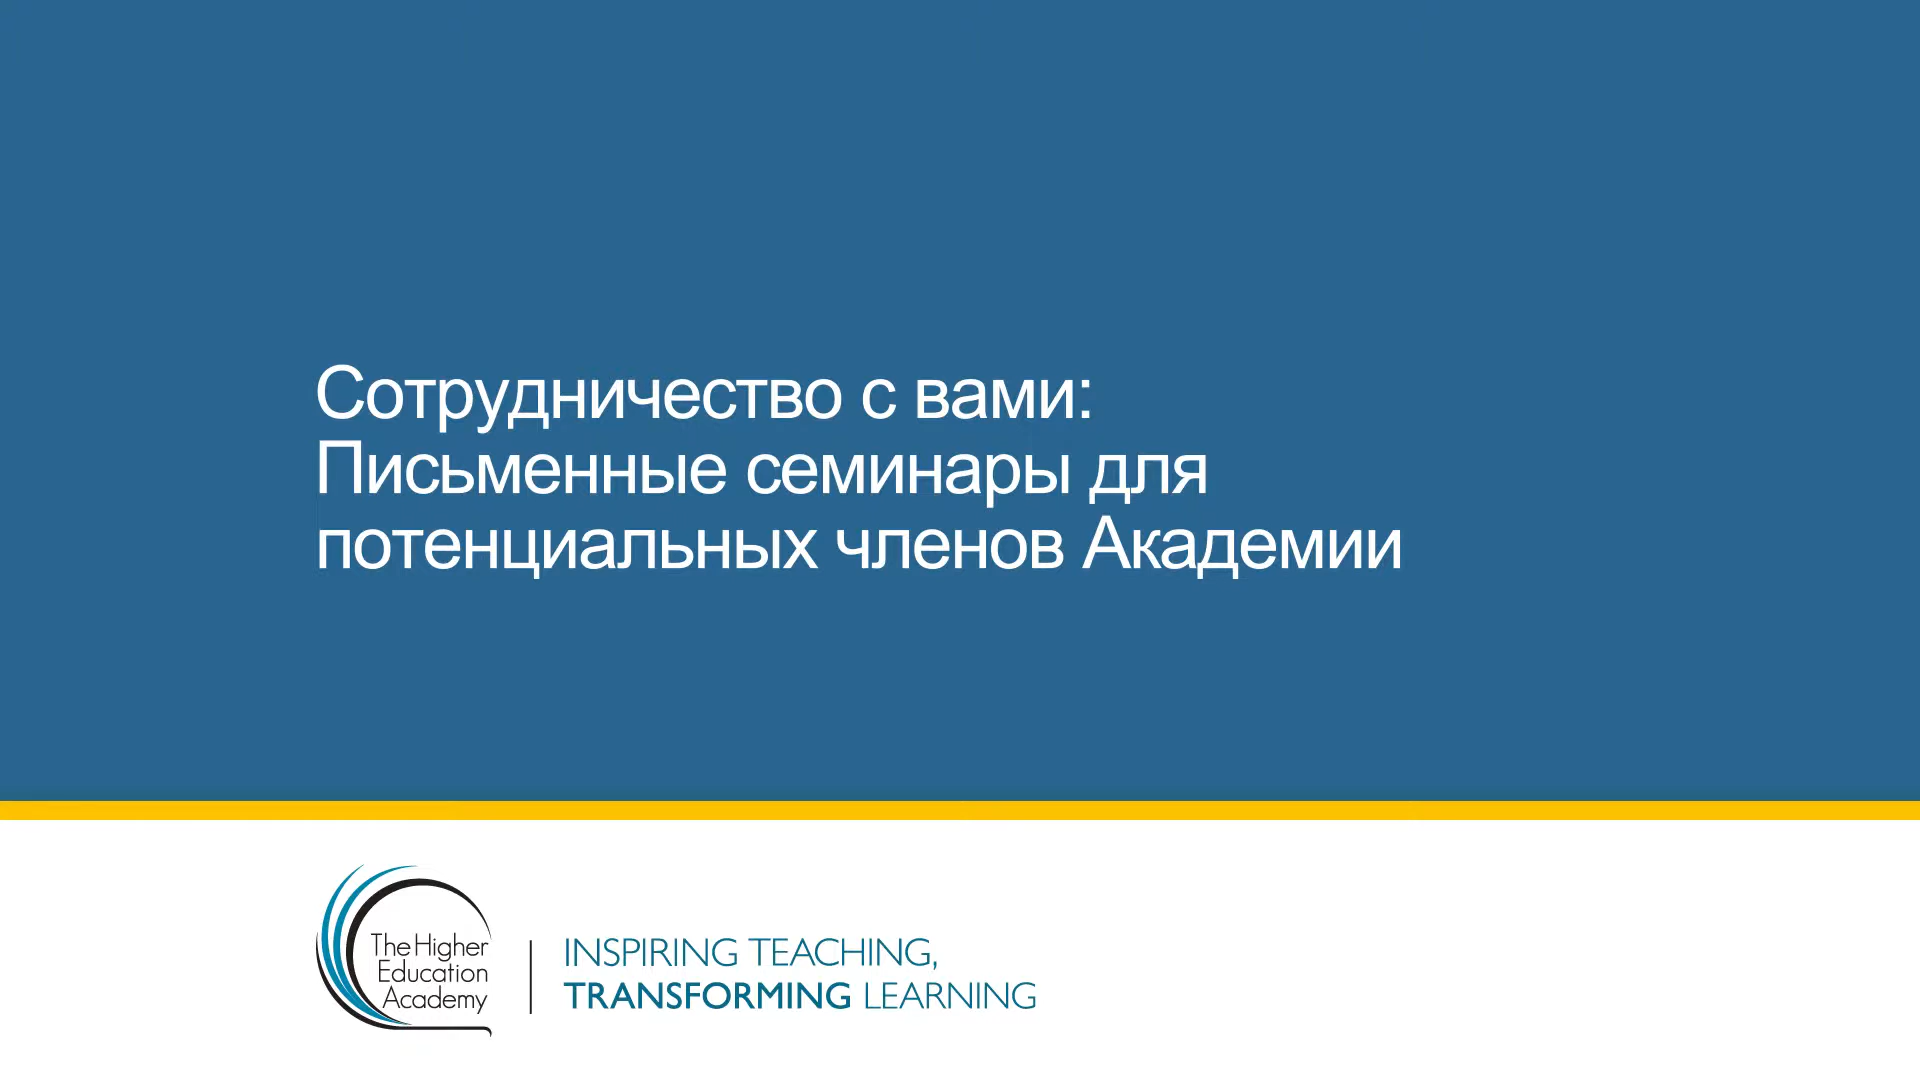 Сотрудничество с вами:
Письменные семинары для
потенциальных членов Академии
The Higher
Education
Academy
INSPIRING TEACHING,
TRANSFORMING LEARNING